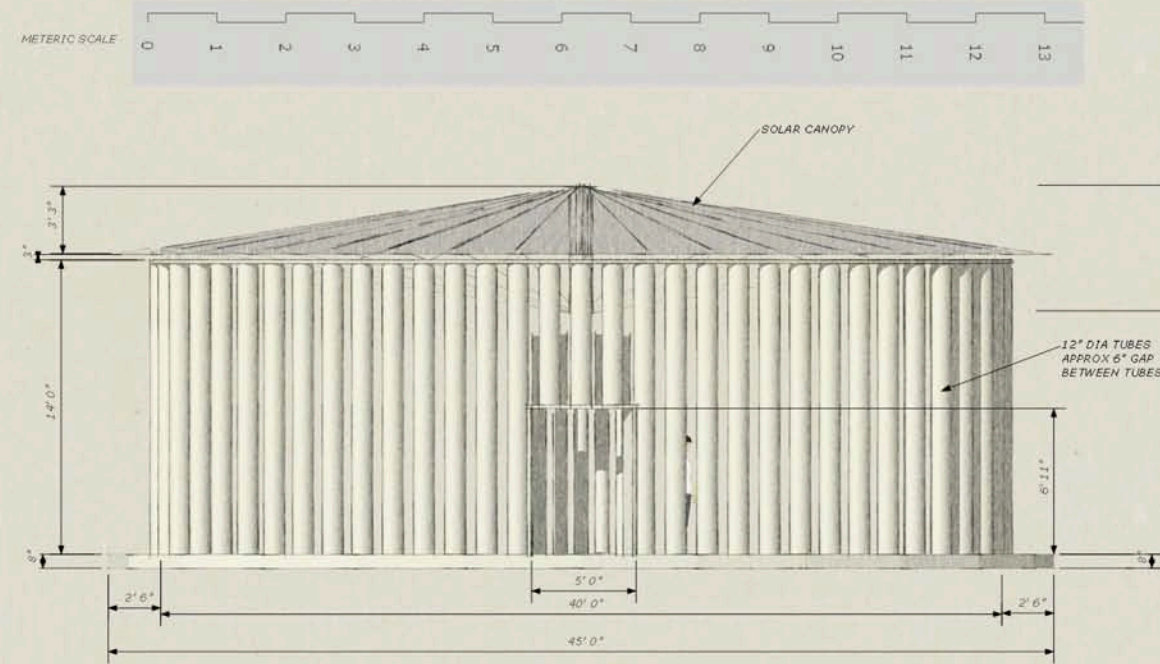 METERIC SCALE
0 1 2 3 4 5 6 7 8 9 10 11 12 13
SOLAR CANOPY
3' 3"
3"
14' 0"
12" DIA TUBES
APPROX 6" GAP
BETWEEN TUBES
6' 11"
8"
8"
5' 0"
2' 6"
40' 0"
2' 6"
45' 0"